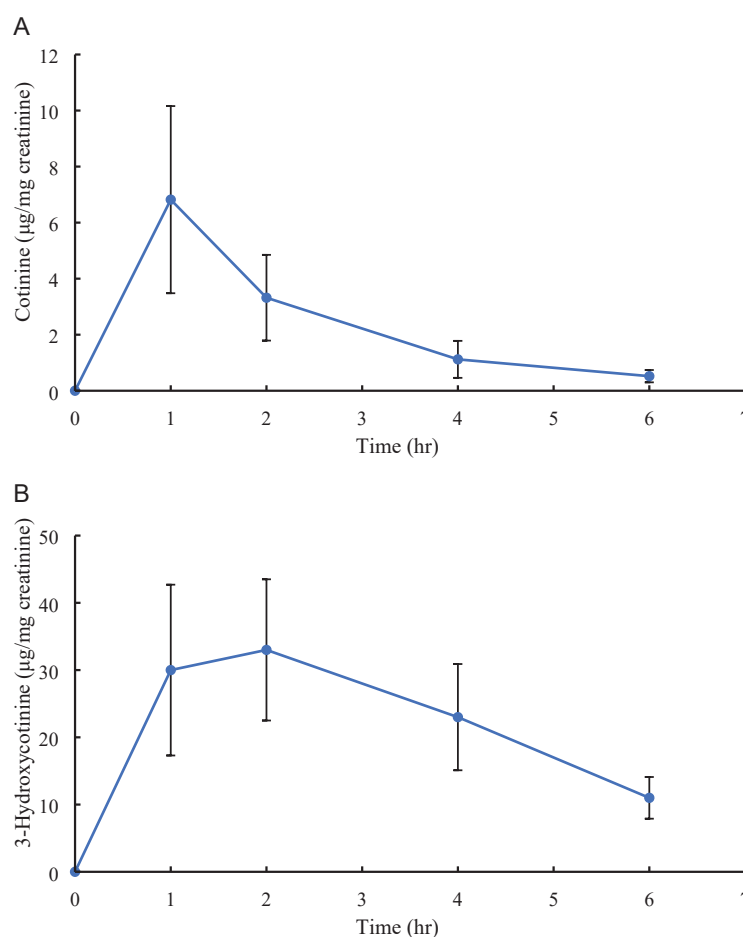 A
12
10
8
6
4
2
0
Cotinine (μg/mg creatinine)
0 1 2 3 4 5 6 7
Time (hr)
B
50
40
30
20
10
0
3-Hydroxycotinine (μg/mg creatinine)
0 1 2 3 4 5 6 7
Time (hr)